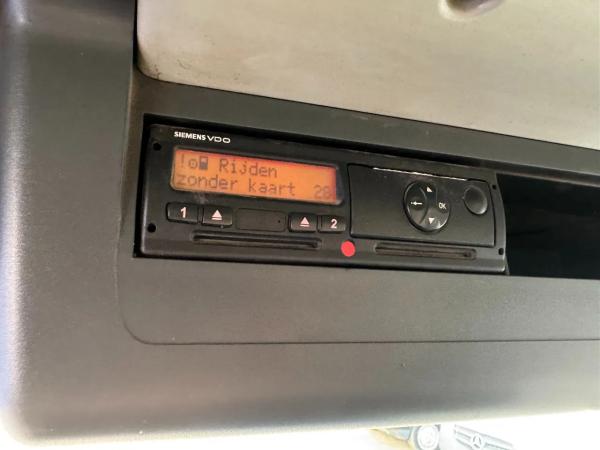 SIEMENS VDO
! Rijden
zonder kaart 28
1 2
OK